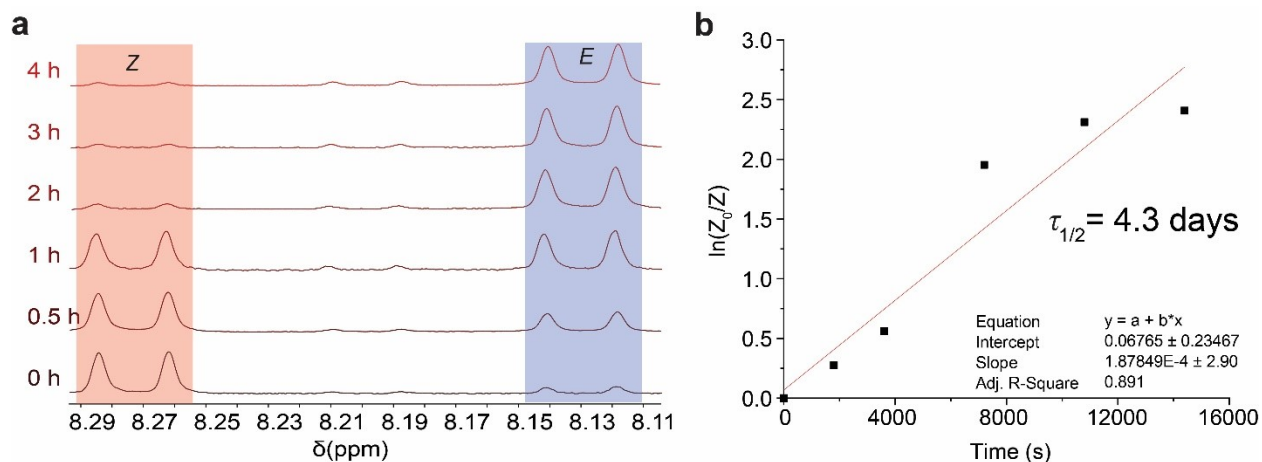 a
Z
E
4 h
3 h
2 h
1 h
0.5 h
0 h
8.29 8.27 8.25 8.23 8.21 8.19 8.17 8.15 8.13 8.11
δ(ppm)
b
3.0
2.5
2.0
1.5
1.0
0.5
0.0
ln(Z₀/Z)
τ₁/₂= 4.3 days
Equation y = a + b*x
Intercept 0.06765 ± 0.23467
Slope 1.87849E-4 ± 2.90
Adj. R-Square 0.891
0 4000 8000 12000 16000
Time (s)